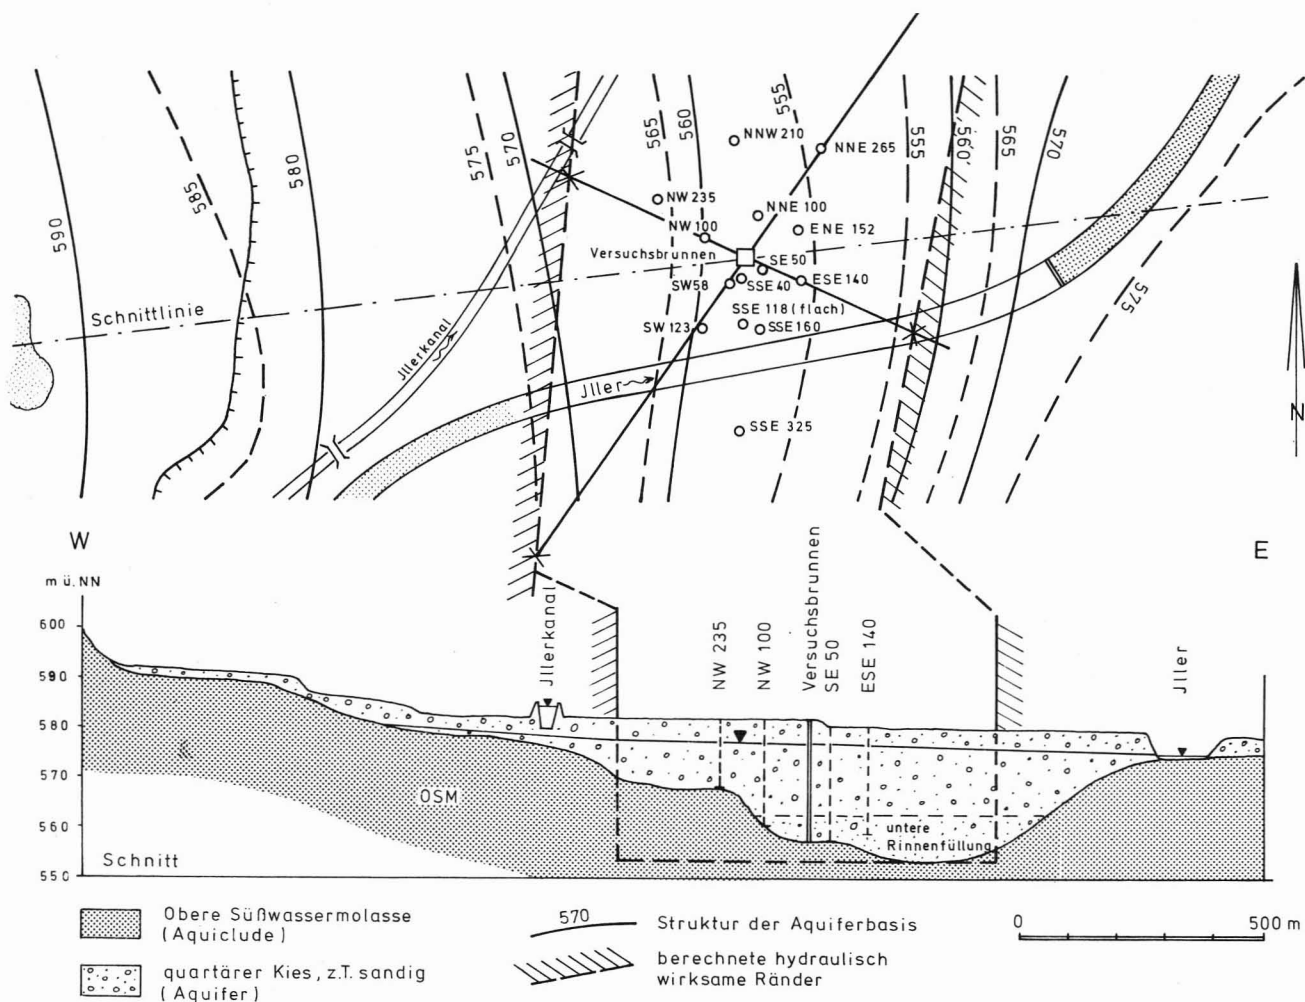 590
585
580
575
570
565
560
555
555
560
565
570
575
NNW 210
NNE 265
NW 235
NNE 100
NW 100
ENE 152
Versuchsbrunnen
SE 50
SW 58
SSE 40
ESE 140
SSE 118 (flach)
SW 123
SSE 160
SSE 325
Schnittlinie
Jllerkanal
Jller
N
W
E
m ü. NN
600
590
580
570
560
550
Jllerkanal
NW 235
NW 100
Versuchsbrunnen
SE 50
ESE 140
Jller
OSM
untere
Rinnenfüllung
Schnitt
Obere Süßwassermolasse
(Aquiclude)
quartärer Kies, z.T. sandig
(Aquifer)
570
Struktur der Aquiferbasis
berechnete hydraulisch
wirksame Ränder
0
500 m